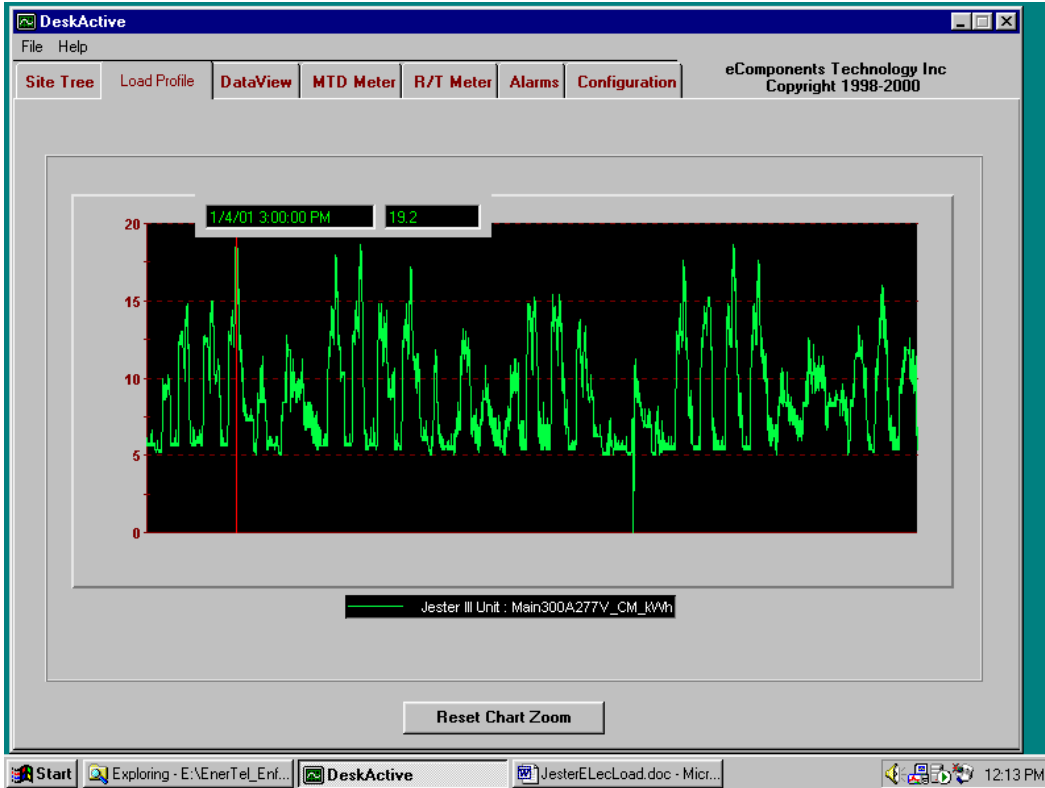 DeskActive
File Help
Site Tree Load Profile DataView MTD Meter R/T Meter Alarms Configuration
eComponents Technology Inc
Copyright 1998-2000
1/4/01 3:00:00 PM 19.2
20
15
10
5
0
Jester III Unit : Main300A277V_CM_kWh
Reset Chart Zoom
Start Exploring - E:\EnerTel_Enf... DeskActive JesterELecLoad.doc - Micr... 12:13 PM